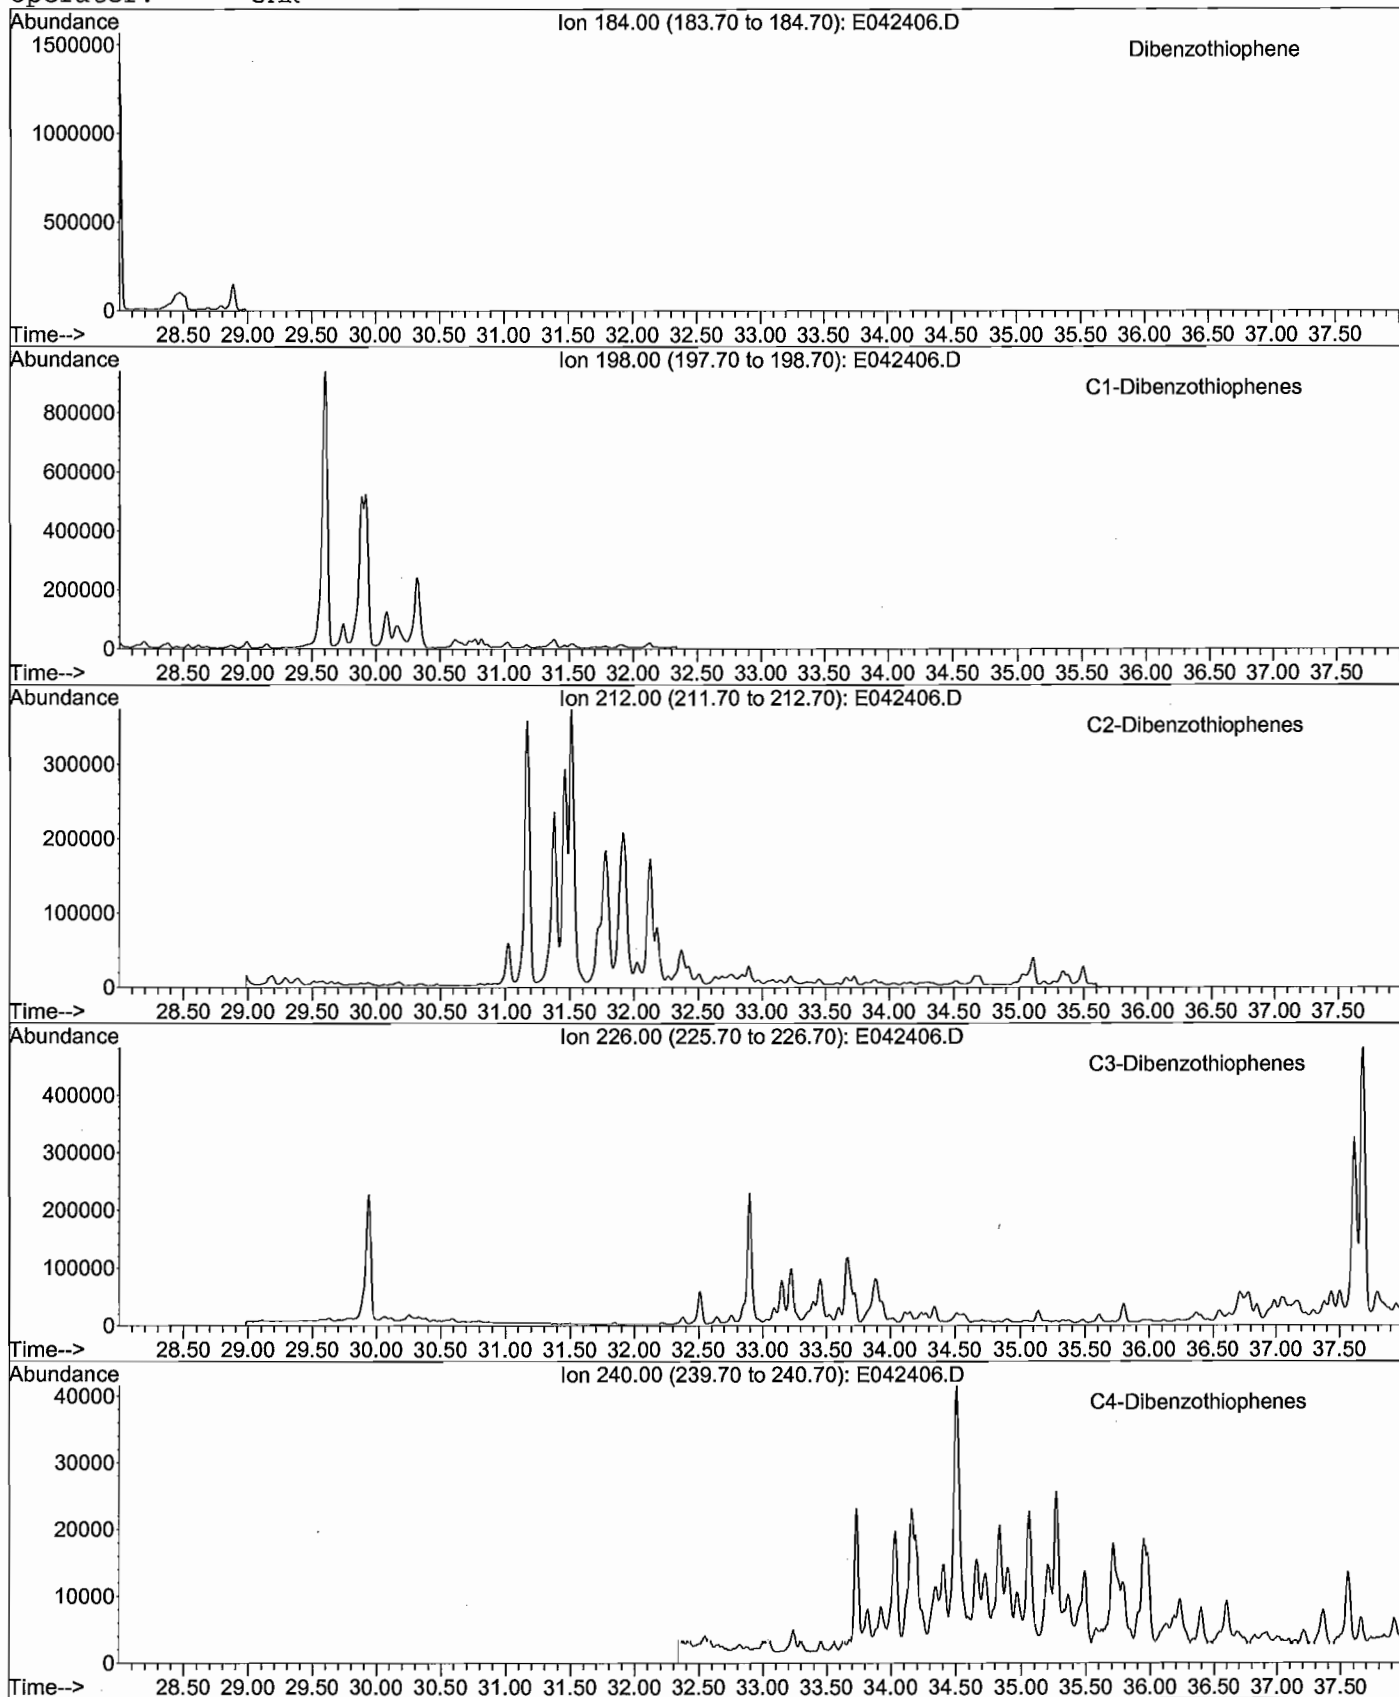 Abundance
Ion 184.00 (183.70 to 184.70): E042406.D
Dibenzothiophene
1500000
1000000
500000
0
Time--> 28.50 29.00 29.50 30.00 30.50 31.00 31.50 32.00 32.50 33.00 33.50 34.00 34.50 35.00 35.50 36.00 36.50 37.00 37.50
Abundance
Ion 198.00 (197.70 to 198.70): E042406.D
C1-Dibenzothiophenes
800000
600000
400000
200000
0
Time--> 28.50 29.00 29.50 30.00 30.50 31.00 31.50 32.00 32.50 33.00 33.50 34.00 34.50 35.00 35.50 36.00 36.50 37.00 37.50
Abundance
Ion 212.00 (211.70 to 212.70): E042406.D
C2-Dibenzothiophenes
300000
200000
100000
0
Time--> 28.50 29.00 29.50 30.00 30.50 31.00 31.50 32.00 32.50 33.00 33.50 34.00 34.50 35.00 35.50 36.00 36.50 37.00 37.50
Abundance
Ion 226.00 (225.70 to 226.70): E042406.D
C3-Dibenzothiophenes
400000
300000
200000
100000
0
Time--> 28.50 29.00 29.50 30.00 30.50 31.00 31.50 32.00 32.50 33.00 33.50 34.00 34.50 35.00 35.50 36.00 36.50 37.00 37.50
Abundance
Ion 240.00 (239.70 to 240.70): E042406.D
C4-Dibenzothiophenes
40000
30000
20000
10000
0
Time--> 28.50 29.00 29.50 30.00 30.50 31.00 31.50 32.00 32.50 33.00 33.50 34.00 34.50 35.00 35.50 36.00 36.50 37.00 37.50